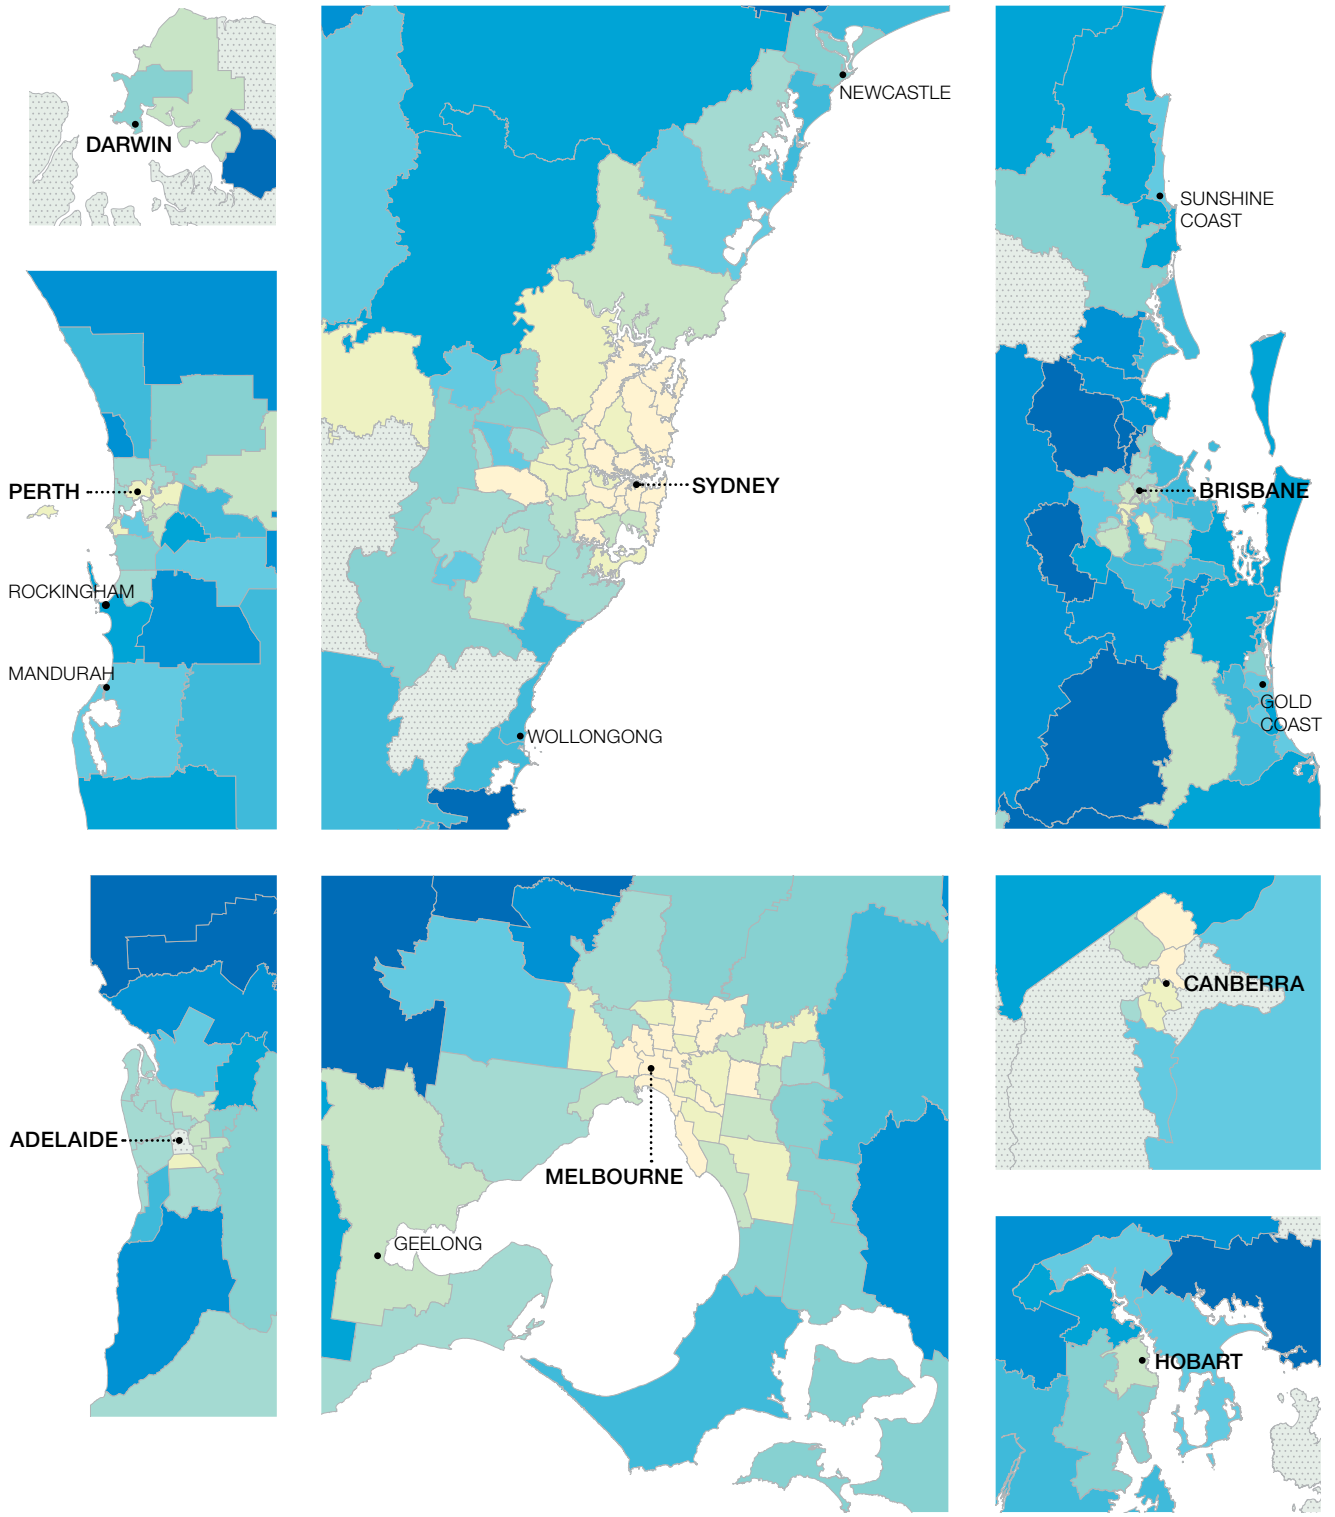 DARWIN
NEWCASTLE
SUNSHINE
COAST
PERTH
SYDNEY
BRISBANE
ROCKINGHAM
MANDURAH
GOLD
COAST
WOLLONGONG
CANBERRA
ADELAIDE
MELBOURNE
GEELONG
HOBART